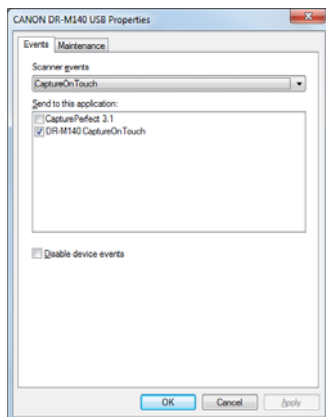 CANON DR-M140 USB Properties
Events Maintenance
Scanner events
CaptureOnTouch
Send to this application:
CapturePerfect 3.1
DR-M140 CaptureOnTouch
Disable device events
OK Cancel Apply